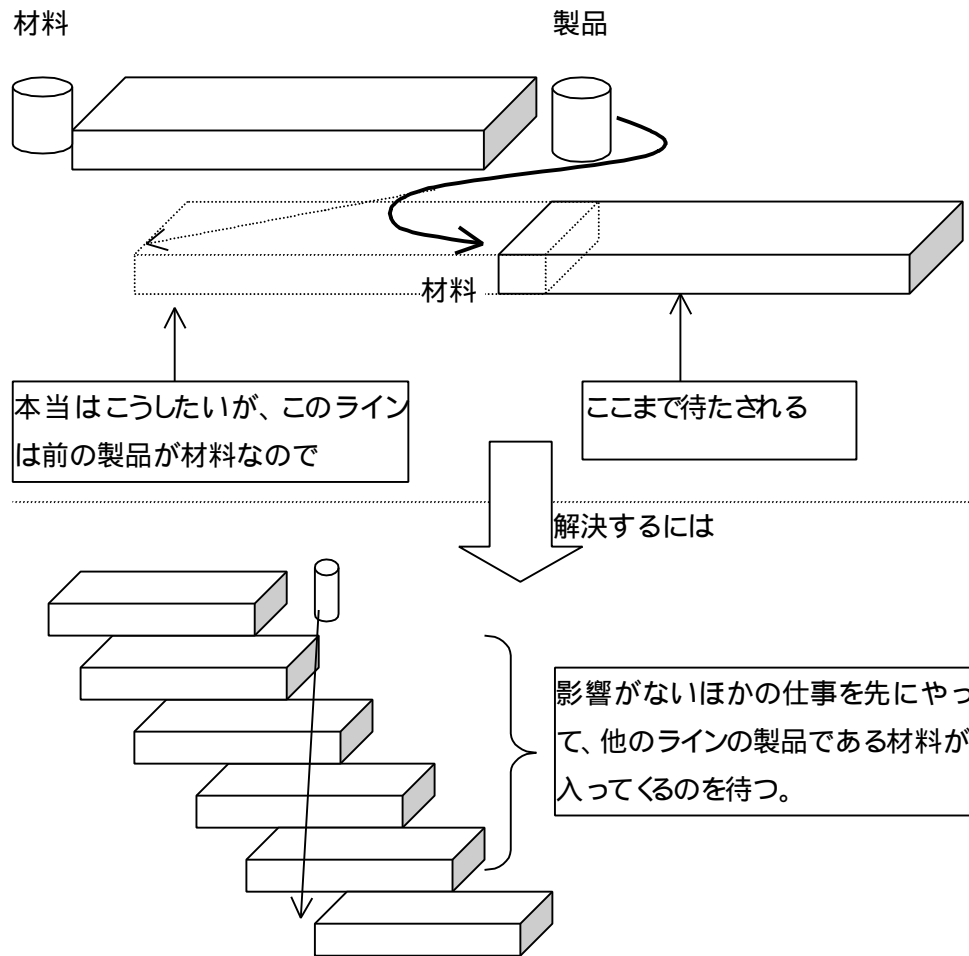 材料
製品
材料
本当はこうしたいが、このライン
は前の製品が材料なので
ここまで待たされる
解決するには
影響がないほかの仕事を先にやっ
て、他のラインの製品である材料が
入ってくるのを待つ。